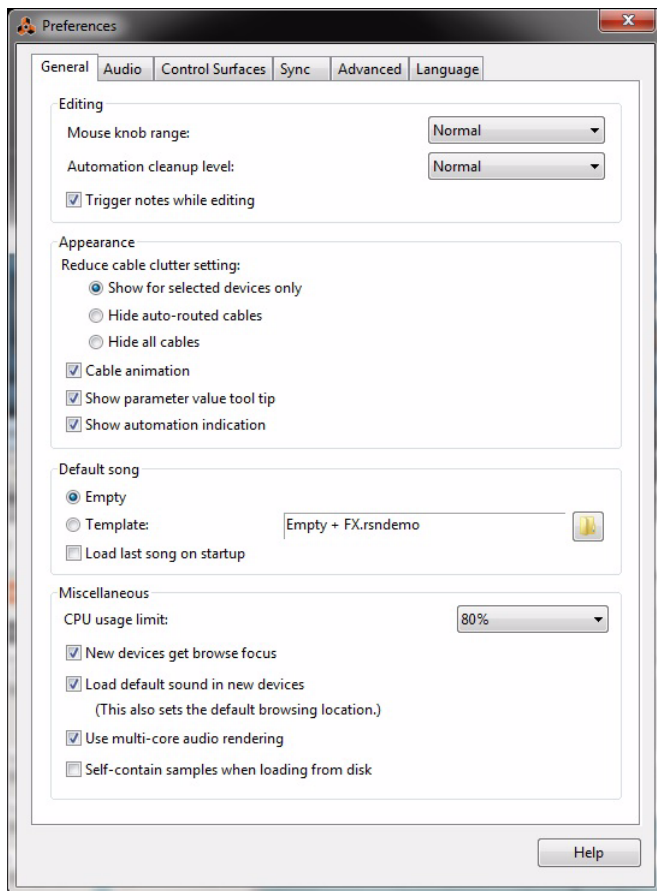 Preferences
General Audio Control Surfaces Sync Advanced Language
Editing
Mouse knob range: Normal
Automation cleanup level: Normal
Trigger notes while editing
Appearance
Reduce cable clutter setting:
Show for selected devices only
Hide auto-routed cables
Hide all cables
Cable animation
Show parameter value tool tip
Show automation indication
Default song
Empty
Template: Empty + FX.rsndemo
Load last song on startup
Miscellaneous
CPU usage limit: 80%
New devices get browse focus
Load default sound in new devices
(This also sets the default browsing location.)
Use multi-core audio rendering
Self-contain samples when loading from disk
Help